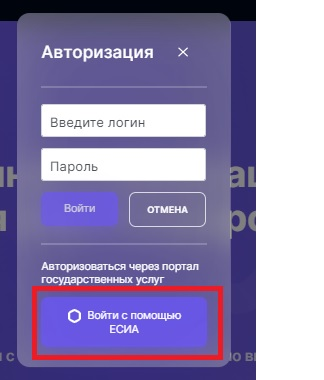 Авторизация
Введите логин
Пароль
Войти
ОТМЕНА
Авторизоваться через портал
государственных услуг
Войти с помощью
ЕСИА